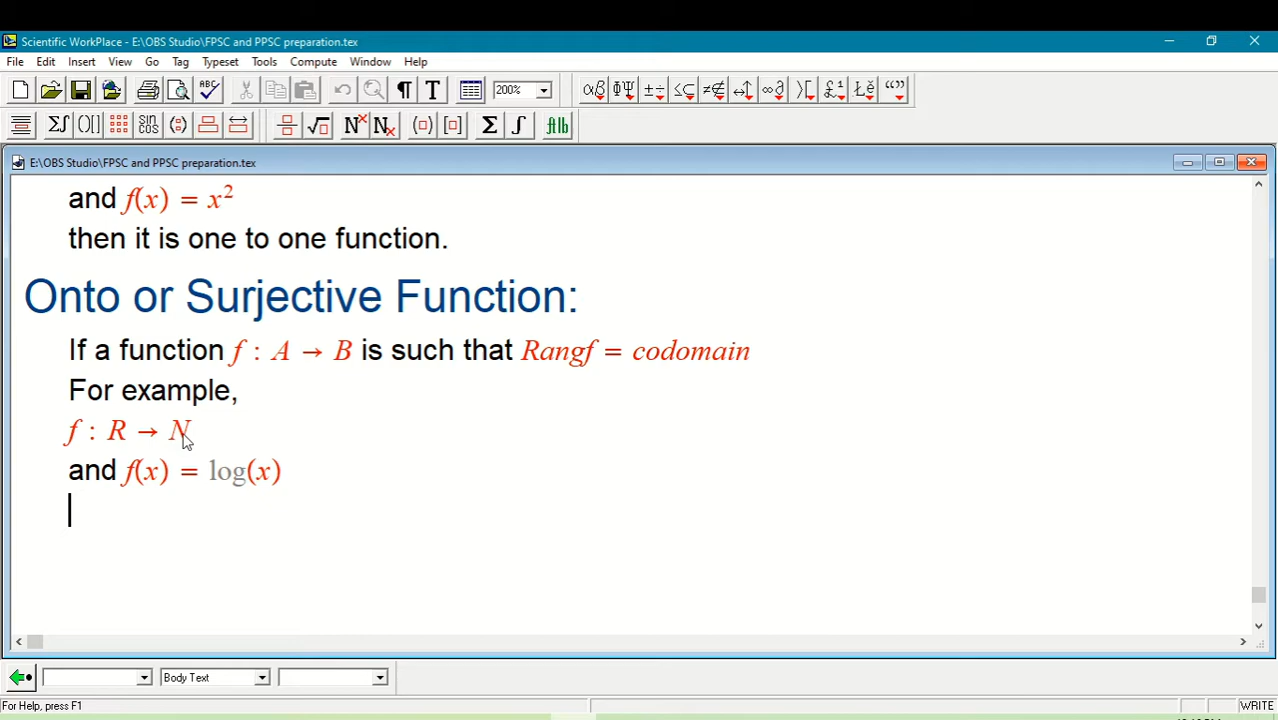 Scientific WorkPlace - E:\OBS Studio\FPSC and PPSC preparation.tex
File Edit Insert View Go Tag Typeset Tools Compute Window Help
200%
E:\OBS Studio\FPSC and PPSC preparation.tex
and f(x) = x²
then it is one to one function.
Onto or Surjective Function:
If a function f : A → B is such that Rangf = codomain
For example,
f : R → N
and f(x) = log(x)
Body Text
For Help, press F1
WRITE